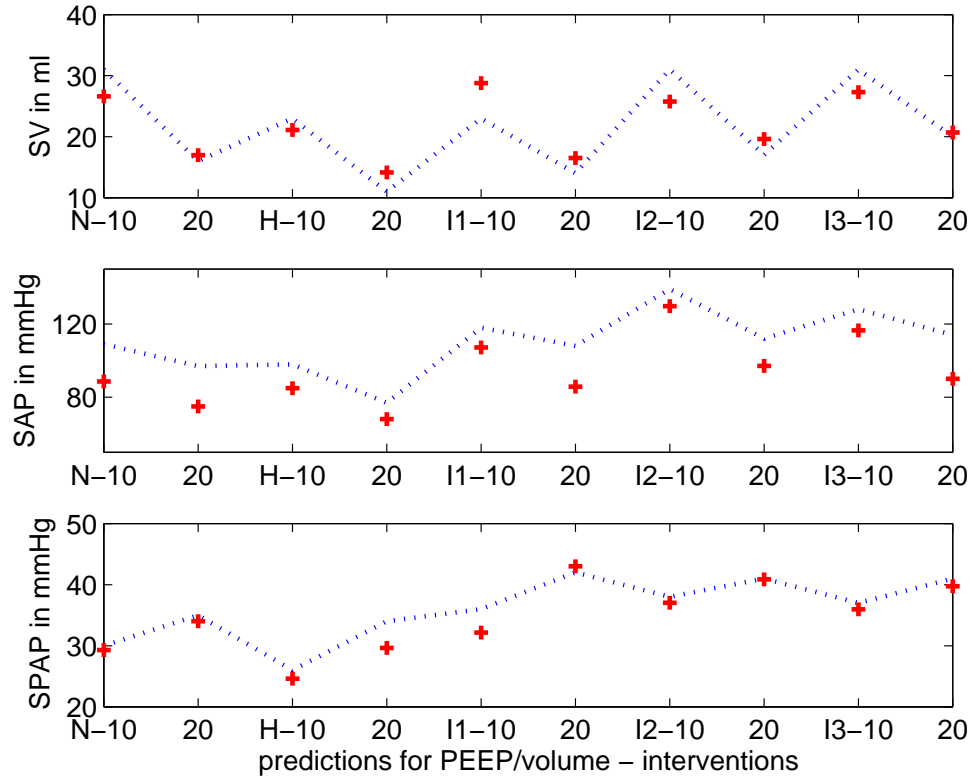 SV in ml
40
30
20
10
N−10 20 H−10 20 I1−10 20 I2−10 20 I3−10 20
SAP in mmHg
120
80
N−10 20 H−10 20 I1−10 20 I2−10 20 I3−10 20
SPAP in mmHg
50
40
30
20
N−10 20 H−10 20 I1−10 20 I2−10 20 I3−10 20
predictions for PEEP/volume − interventions